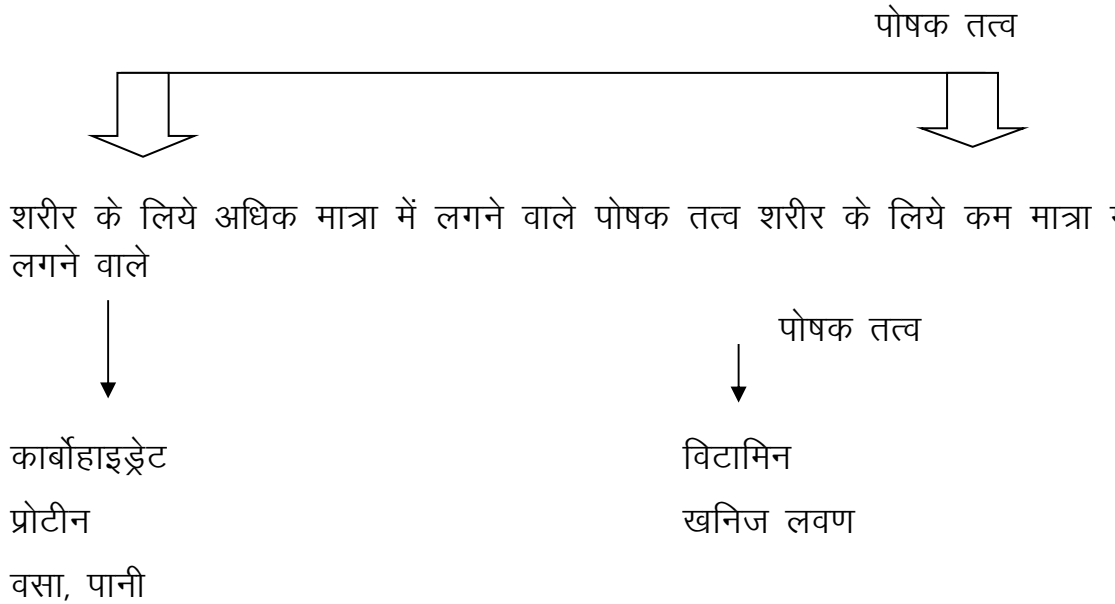 पोषक तत्व
शरीर के लिये अधिक मात्रा में लगने वाले पोषक तत्व शरीर के लिये कम मात्रा
लगने वाले
पोषक तत्व
कार्बोहाइड्रेट
विटामिन
प्रोटीन
खनिज लवण
वसा, पानी